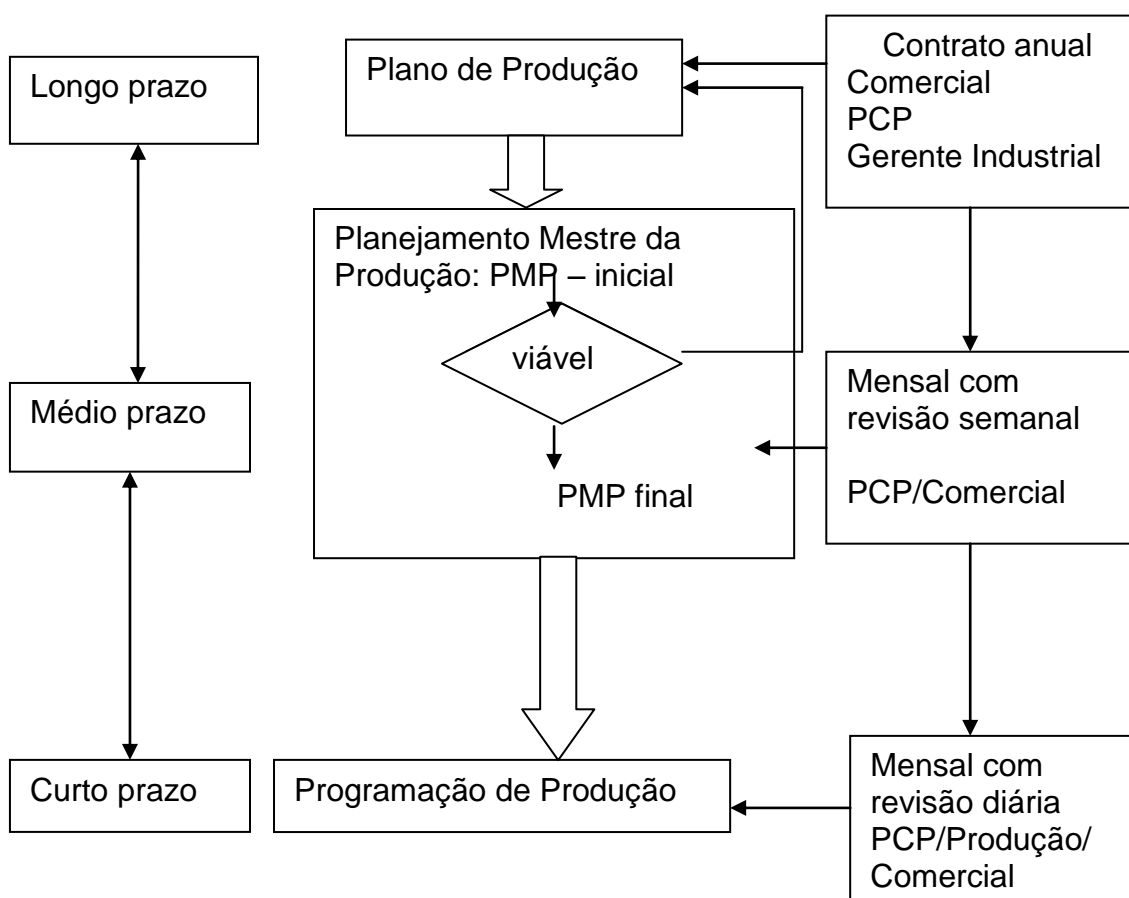 Longo prazo
Plano de Produção
Contrato anual
Comercial
PCP
Gerente Industrial
Planejamento Mestre da
Produção: PMP – inicial
viável
PMP final
Médio prazo
Mensal com
revisão semanal
PCP/Comercial
Curto prazo
Programação de Produção
Mensal com
revisão diária
PCP/Produção/
Comercial